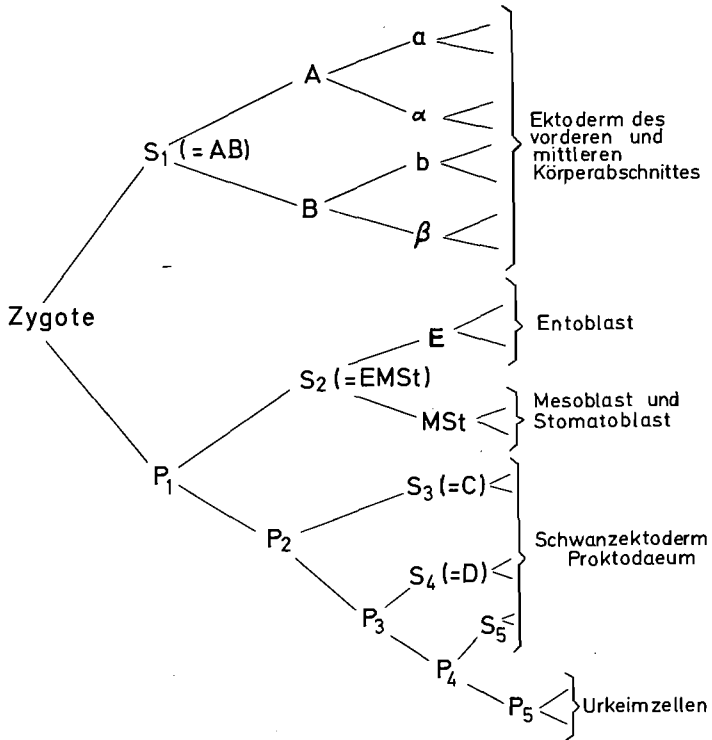 α
A
α
S₁ (= AB)
b
B
β
Ektoderm des
vorderen und
mittleren
Körperabschnittes
Zygote
E
Entoblast
S₂ (=EMSt)
MSt
Mesoblast und
Stomatoblast
P₁
S₃ (=C)
P₂
S₄ (=D)
Schwanzektoderm
Proktodaeum
P₃
S₅
P₄
P₅
Urkeimzellen